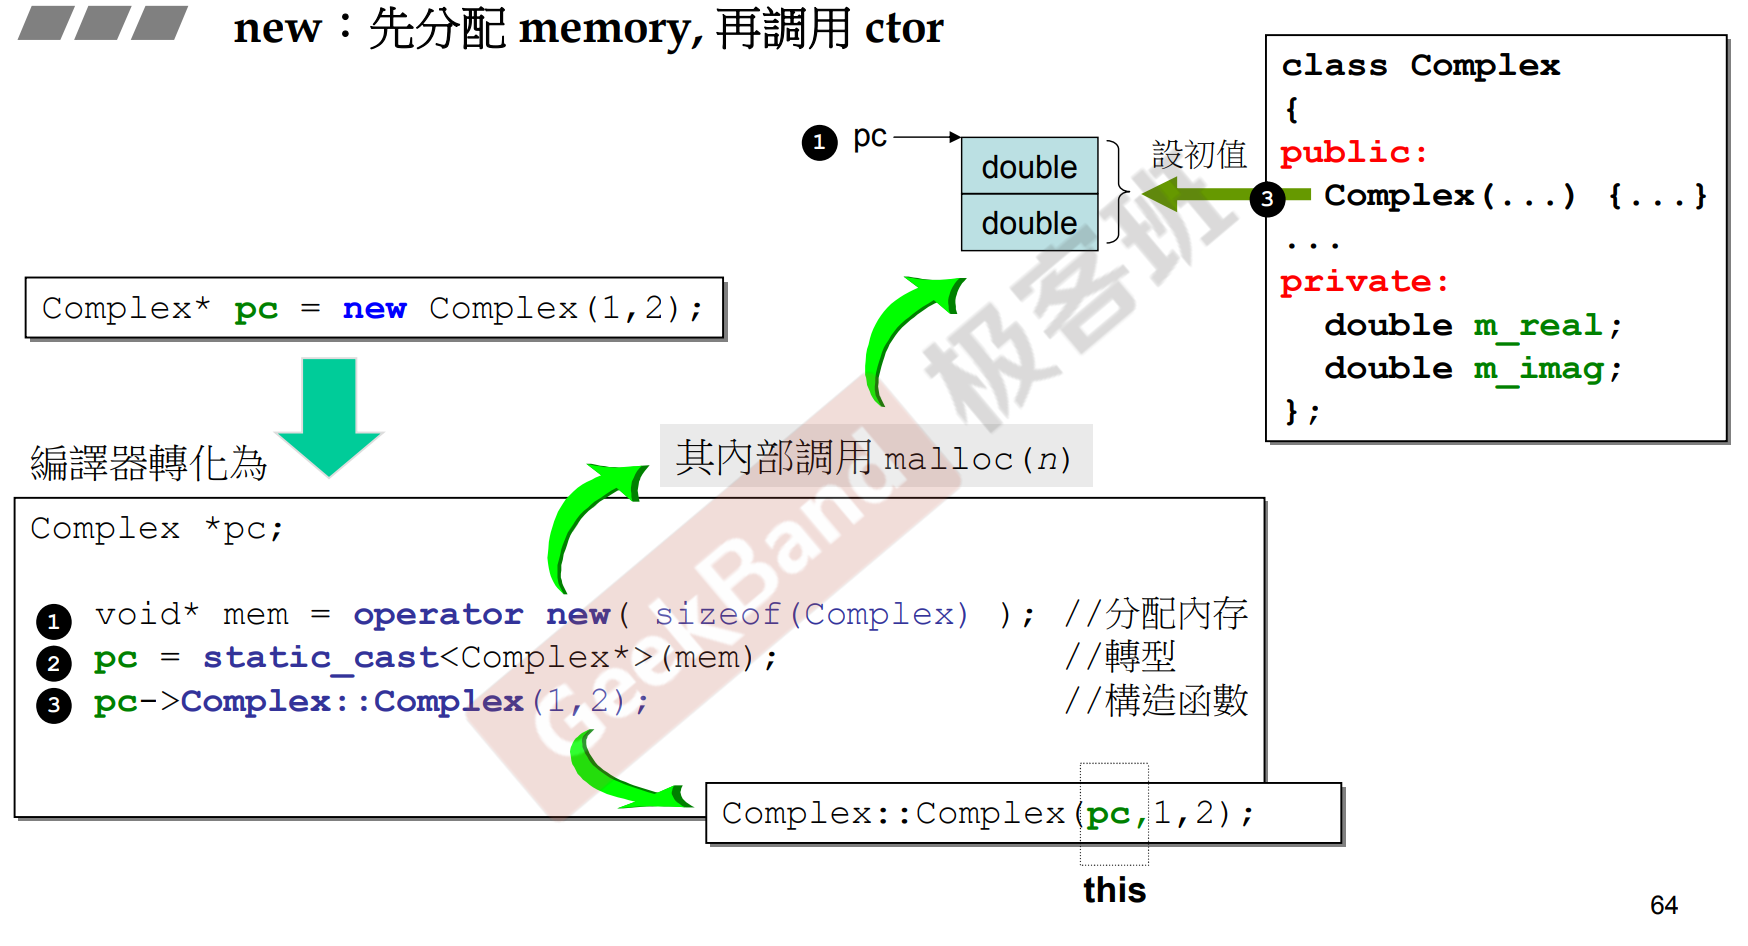 new：先分配 memory, 再調用 ctor
class Complex
{
public:
Complex(...) {...}
...
private:
double m_real;
double m_imag;
};
1 pc
double
double
設初值
3
Complex* pc = new Complex(1,2);
編譯器轉化為
其內部調用 malloc(n)
Complex *pc;
1 void* mem = operator new( sizeof(Complex) ); //分配內存
2 pc = static_cast<Complex*>(mem); //轉型
3 pc->Complex::Complex(1,2); //構造函數
Complex::Complex(pc,1,2);
this
GeekBand 极客班
64